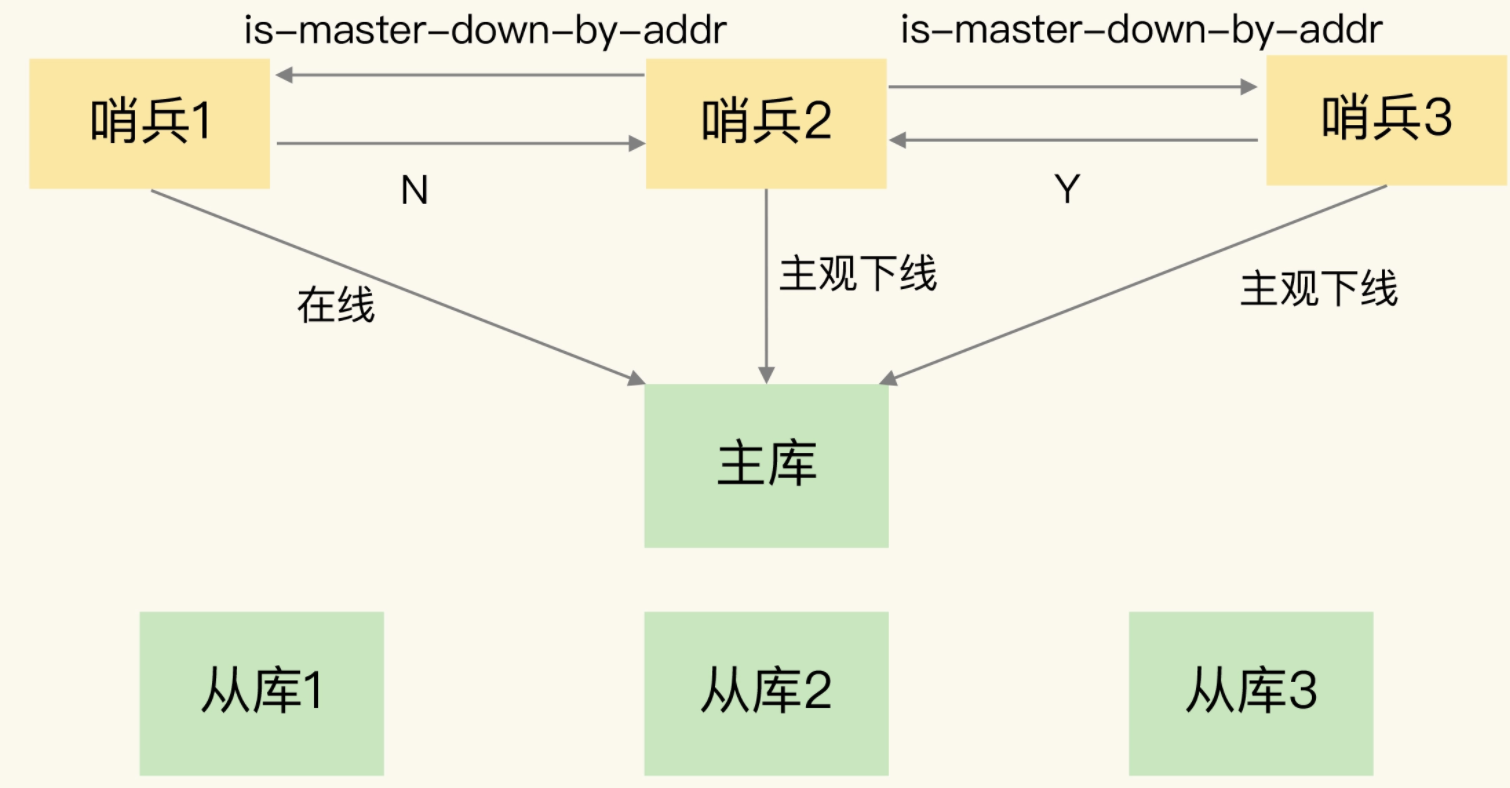 is–master–down–by–addr
is–master–down–by–addr
哨兵1
哨兵2
哨兵3
N
Y
在线
主观下线
主观下线
主库
从库1
从库2
从库3